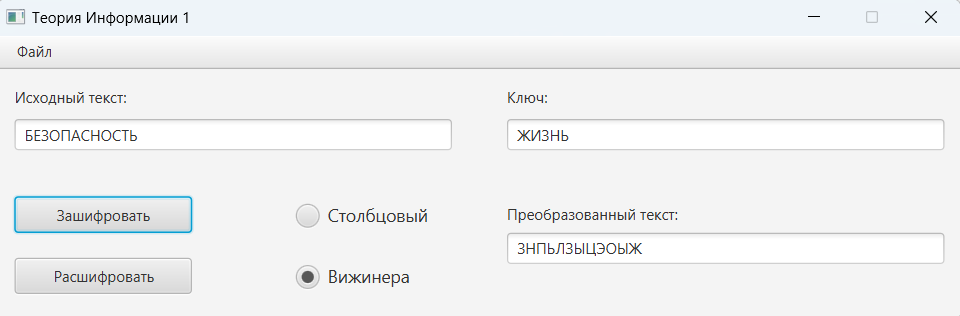 Теория Информации 1
Файл
Исходный текст:
Ключ:
БЕЗОПАСНОСТЬ
ЖИЗНЬ
Зашифровать
Столбцовый
Преобразованный текст:
ЗНПЬЛЗЫЦЭОЫЖ
Расшифровать
Вижинера